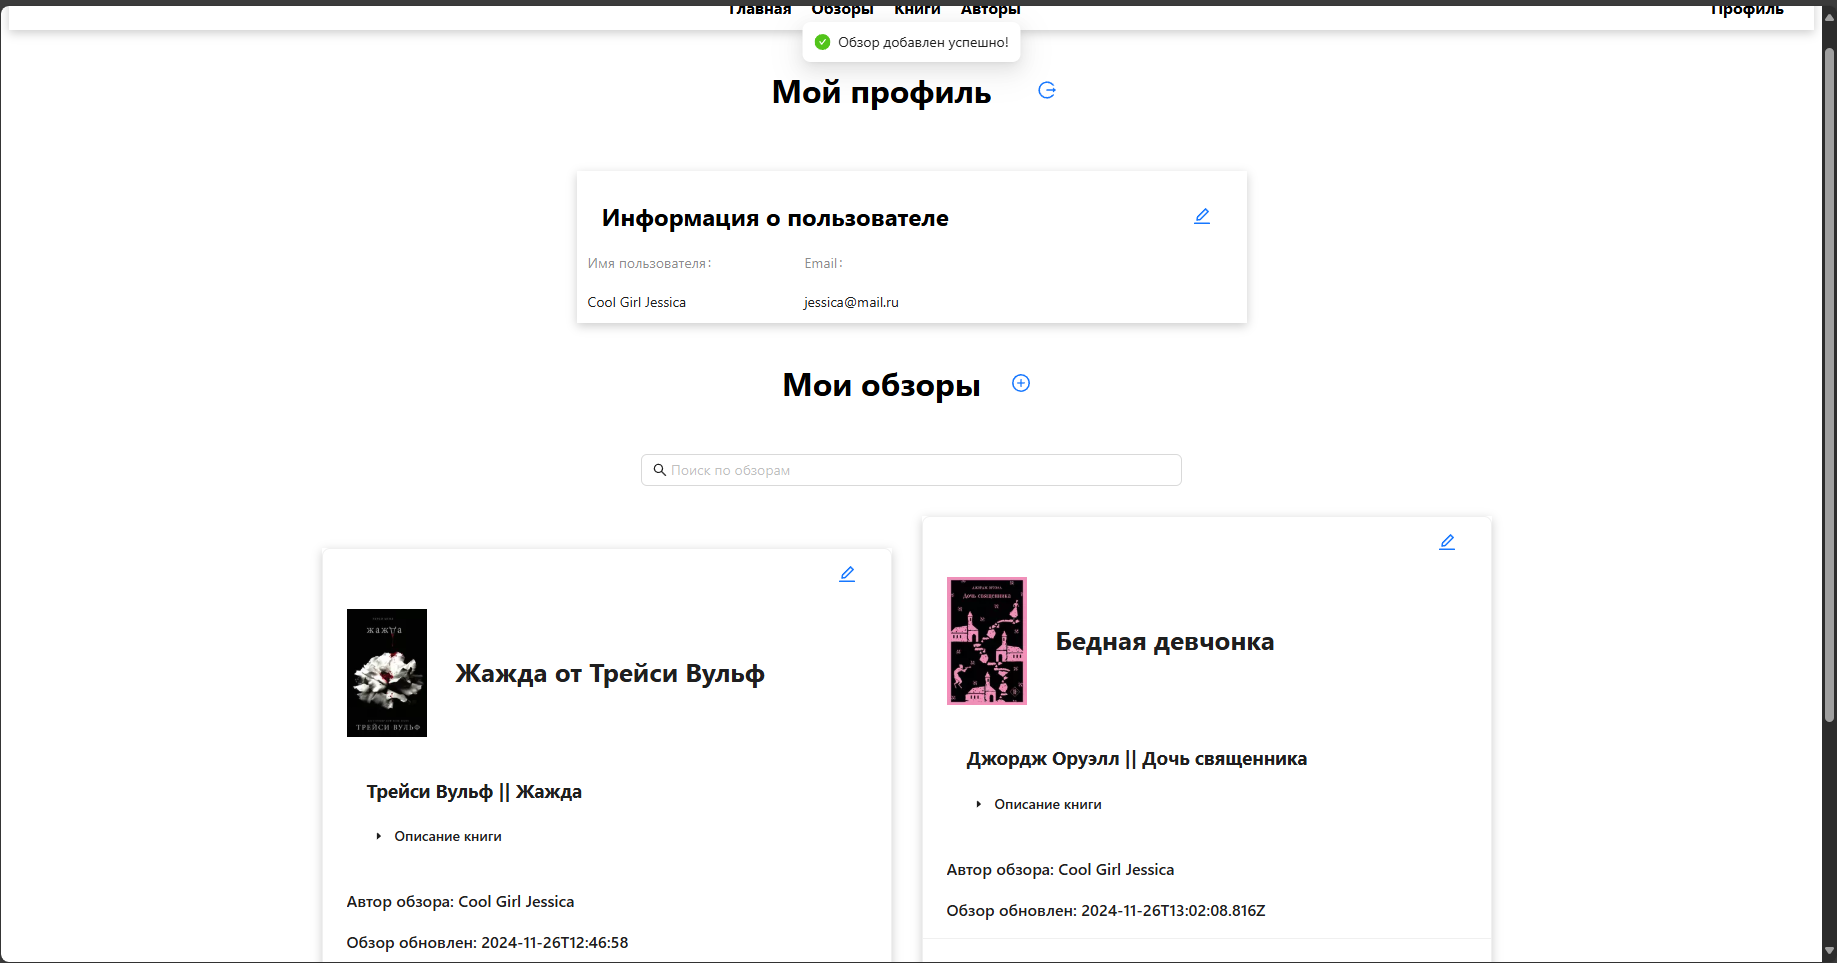 Главная Обзоры Книги Авторы Профиль
Обзор добавлен успешно!
Мой профиль
Информация о пользователе
Имя пользователя: Email:
Cool Girl Jessica jessica@mail.ru
Мои обзоры
Поиск по обзорам
жажда
Жажда от Трейси Вульф
ТРЕЙСИ ВУЛЬФ
Трейси Вульф || Жажда
Описание книги
Автор обзора: Cool Girl Jessica
Обзор обновлен: 2024-11-26T12:46:58
Дочь священника
Бедная девчонка
Джордж Оруэлл || Дочь священника
Описание книги
Автор обзора: Cool Girl Jessica
Обзор обновлен: 2024-11-26T13:02:08.816Z